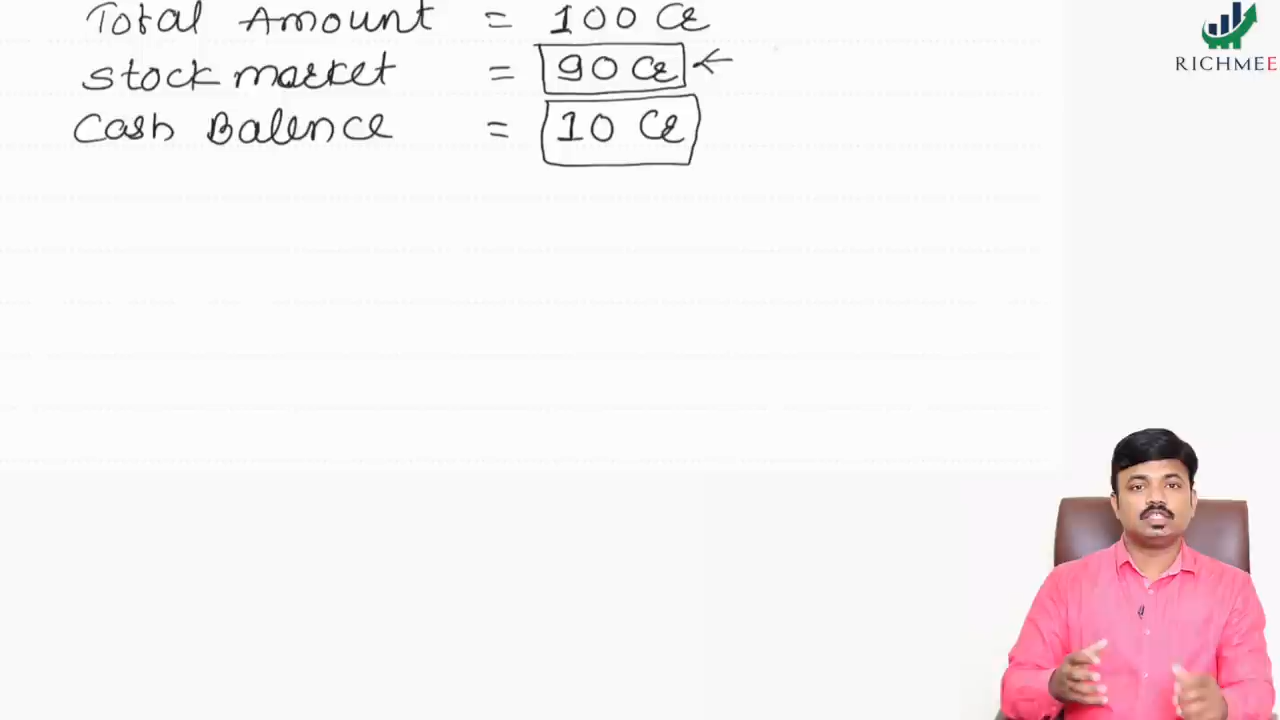 Total Amount = 100 Cr
Stock market = 90 Cr ←
Cash Balence = 10 Cr
RICHMEE